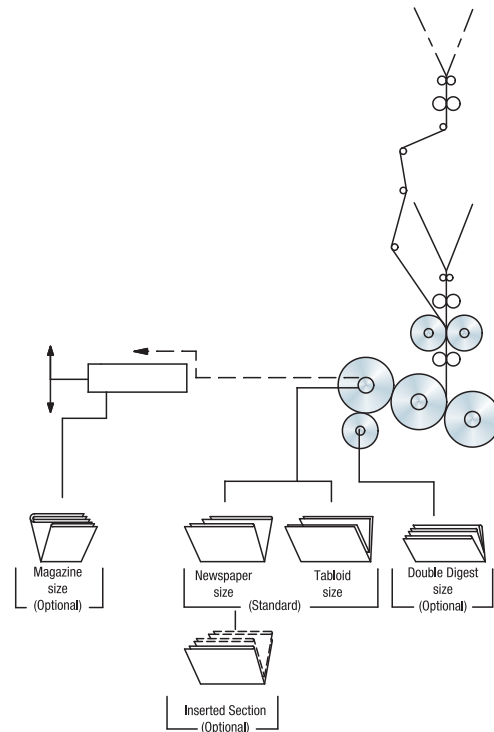 Magazine
size
(Optional)
Newspaper
size
Tabloid
size
(Standard)
Double Digest
size
(Optional)
Inserted Section
(Optional)